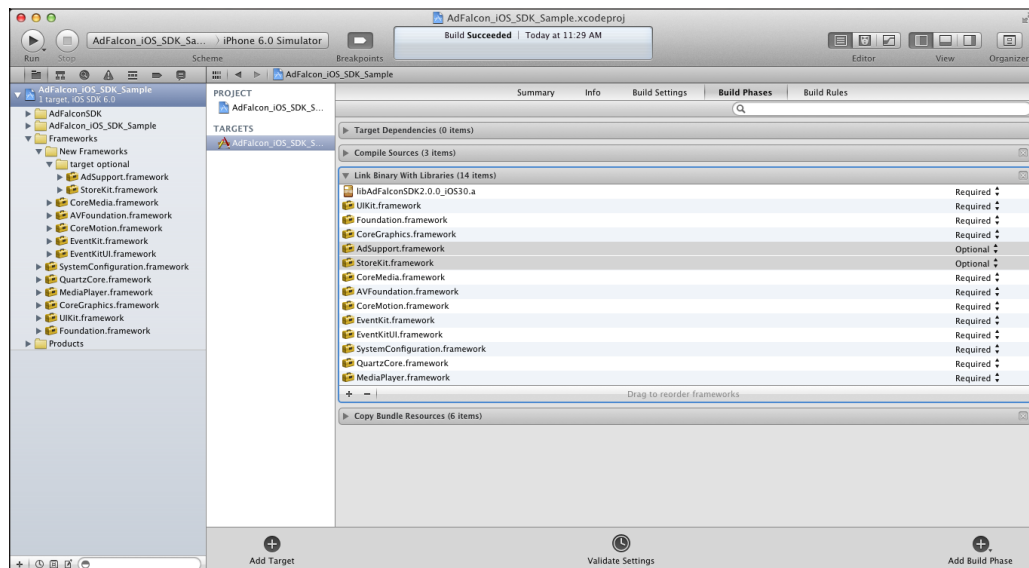 AdFalcon_iOS_SDK_Sample.xcodeproj
AdFalcon_iOS_SDK_Sa... iPhone 6.0 Simulator
Build Succeeded | Today at 11:29 AM
Run Stop Scheme Breakpoints Editor View Organizer
AdFalcon_iOS_SDK_Sample
AdFalcon_iOS_SDK_Sample
1 target, iOS SDK 6.0
AdFalconSDK
AdFalcon_iOS_SDK_Sample
Frameworks
New Frameworks
target optional
AdSupport.framework
StoreKit.framework
CoreMedia.framework
AVFoundation.framework
CoreMotion.framework
EventKit.framework
EventKitUI.framework
SystemConfiguration.framework
QuartzCore.framework
MediaPlayer.framework
CoreGraphics.framework
UIKit.framework
Foundation.framework
Products
PROJECT
AdFalcon_iOS_SDK_S...
TARGETS
AdFalcon_iOS_SDK_S...
Summary Info Build Settings Build Phases Build Rules
Target Dependencies (0 items)
Compile Sources (3 items)
Link Binary With Libraries (14 items)
libAdFalconSDK2.0.0_iOS30.a Required
UIKit.framework Required
Foundation.framework Required
CoreGraphics.framework Required
AdSupport.framework Optional
StoreKit.framework Optional
CoreMedia.framework Required
AVFoundation.framework Required
CoreMotion.framework Required
EventKit.framework Required
EventKitUI.framework Required
SystemConfiguration.framework Required
QuartzCore.framework Required
MediaPlayer.framework Required
Drag to reorder frameworks
Copy Bundle Resources (6 items)
Add Target Validate Settings Add Build Phase